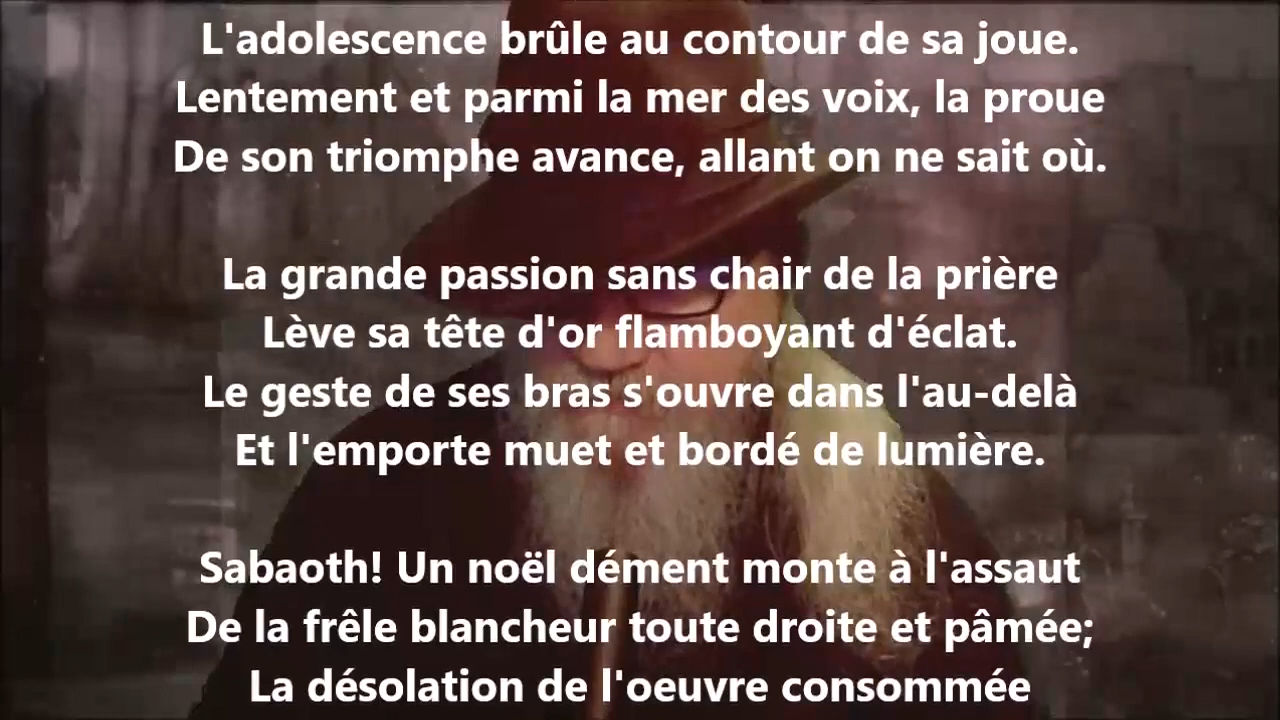 L'adolescence brûle au contour de sa joue.
Lentement et parmi la mer des voix, la proue
De son triomphe avance, allant on ne sait où.
La grande passion sans chair de la prière
Lève sa tête d'or flamboyant d'éclat.
Le geste de ses bras s'ouvre dans l'au-delà
Et l'emporte muet et bordé de lumière.
Sabaoth! Un noël dément monte à l'assaut
De la frêle blancheur toute droite et pâmée;
La désolation de l'oeuvre consommée